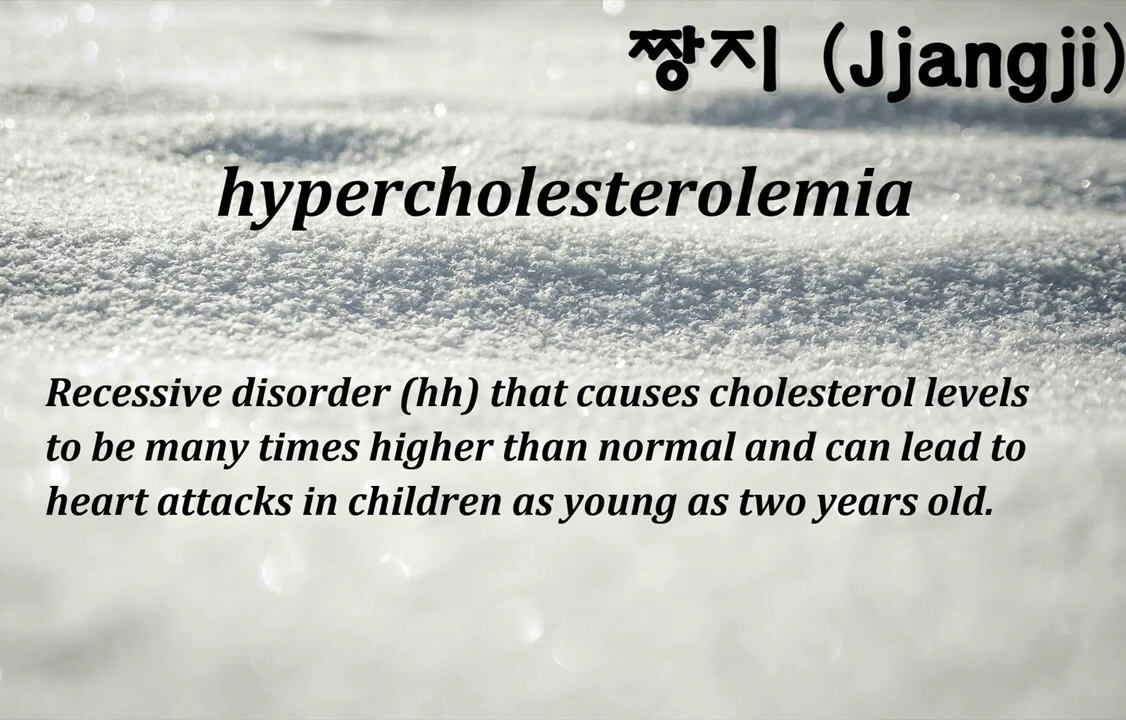 짱지 (Jjangji)
hypercholesterolemia
Recessive disorder (hh) that causes cholesterol levels
to be many times higher than normal and can lead to
heart attacks in children as young as two years old.